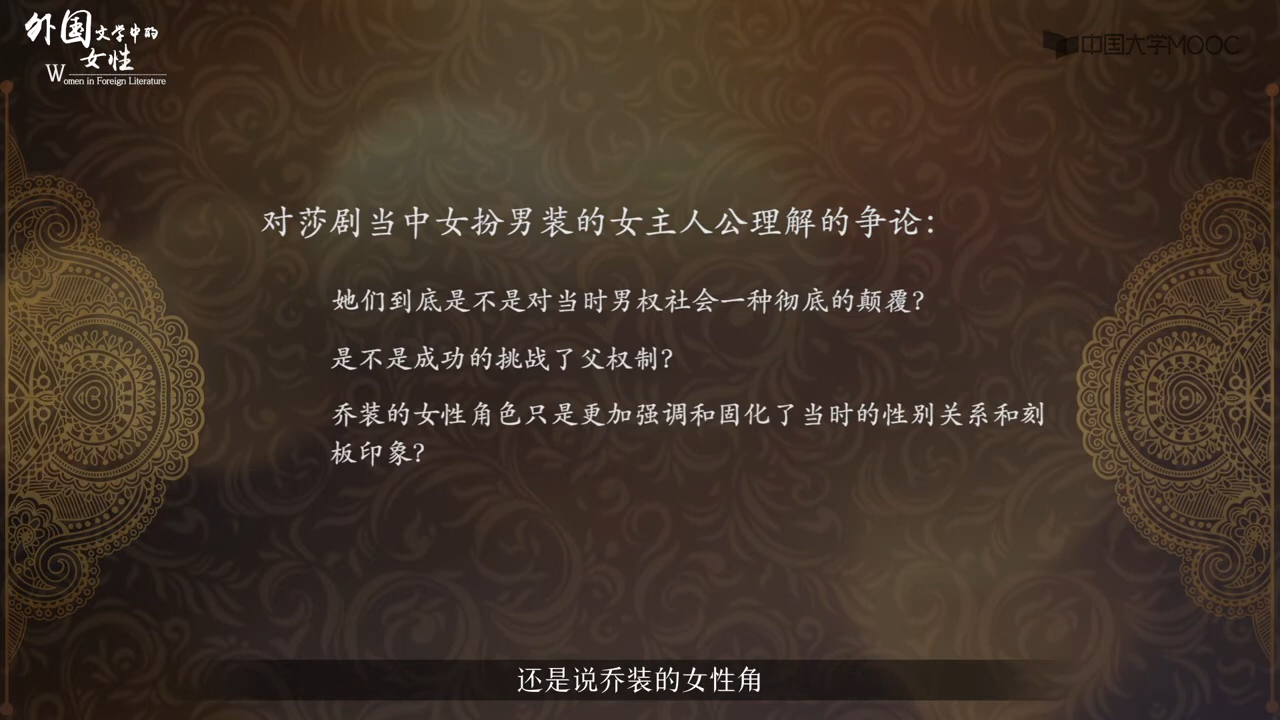 外国文学中的
女性
Women in Foreign Literature
中国大学MOOC
对莎剧当中女扮男装的女主人公理解的争论：
她们到底是不是对当时男权社会一种彻底的颠覆？
是不是成功的挑战了父权制？
乔装的女性角色只是更加强调和固化了当时的性别关系和刻
板印象？
还是说乔装的女性角